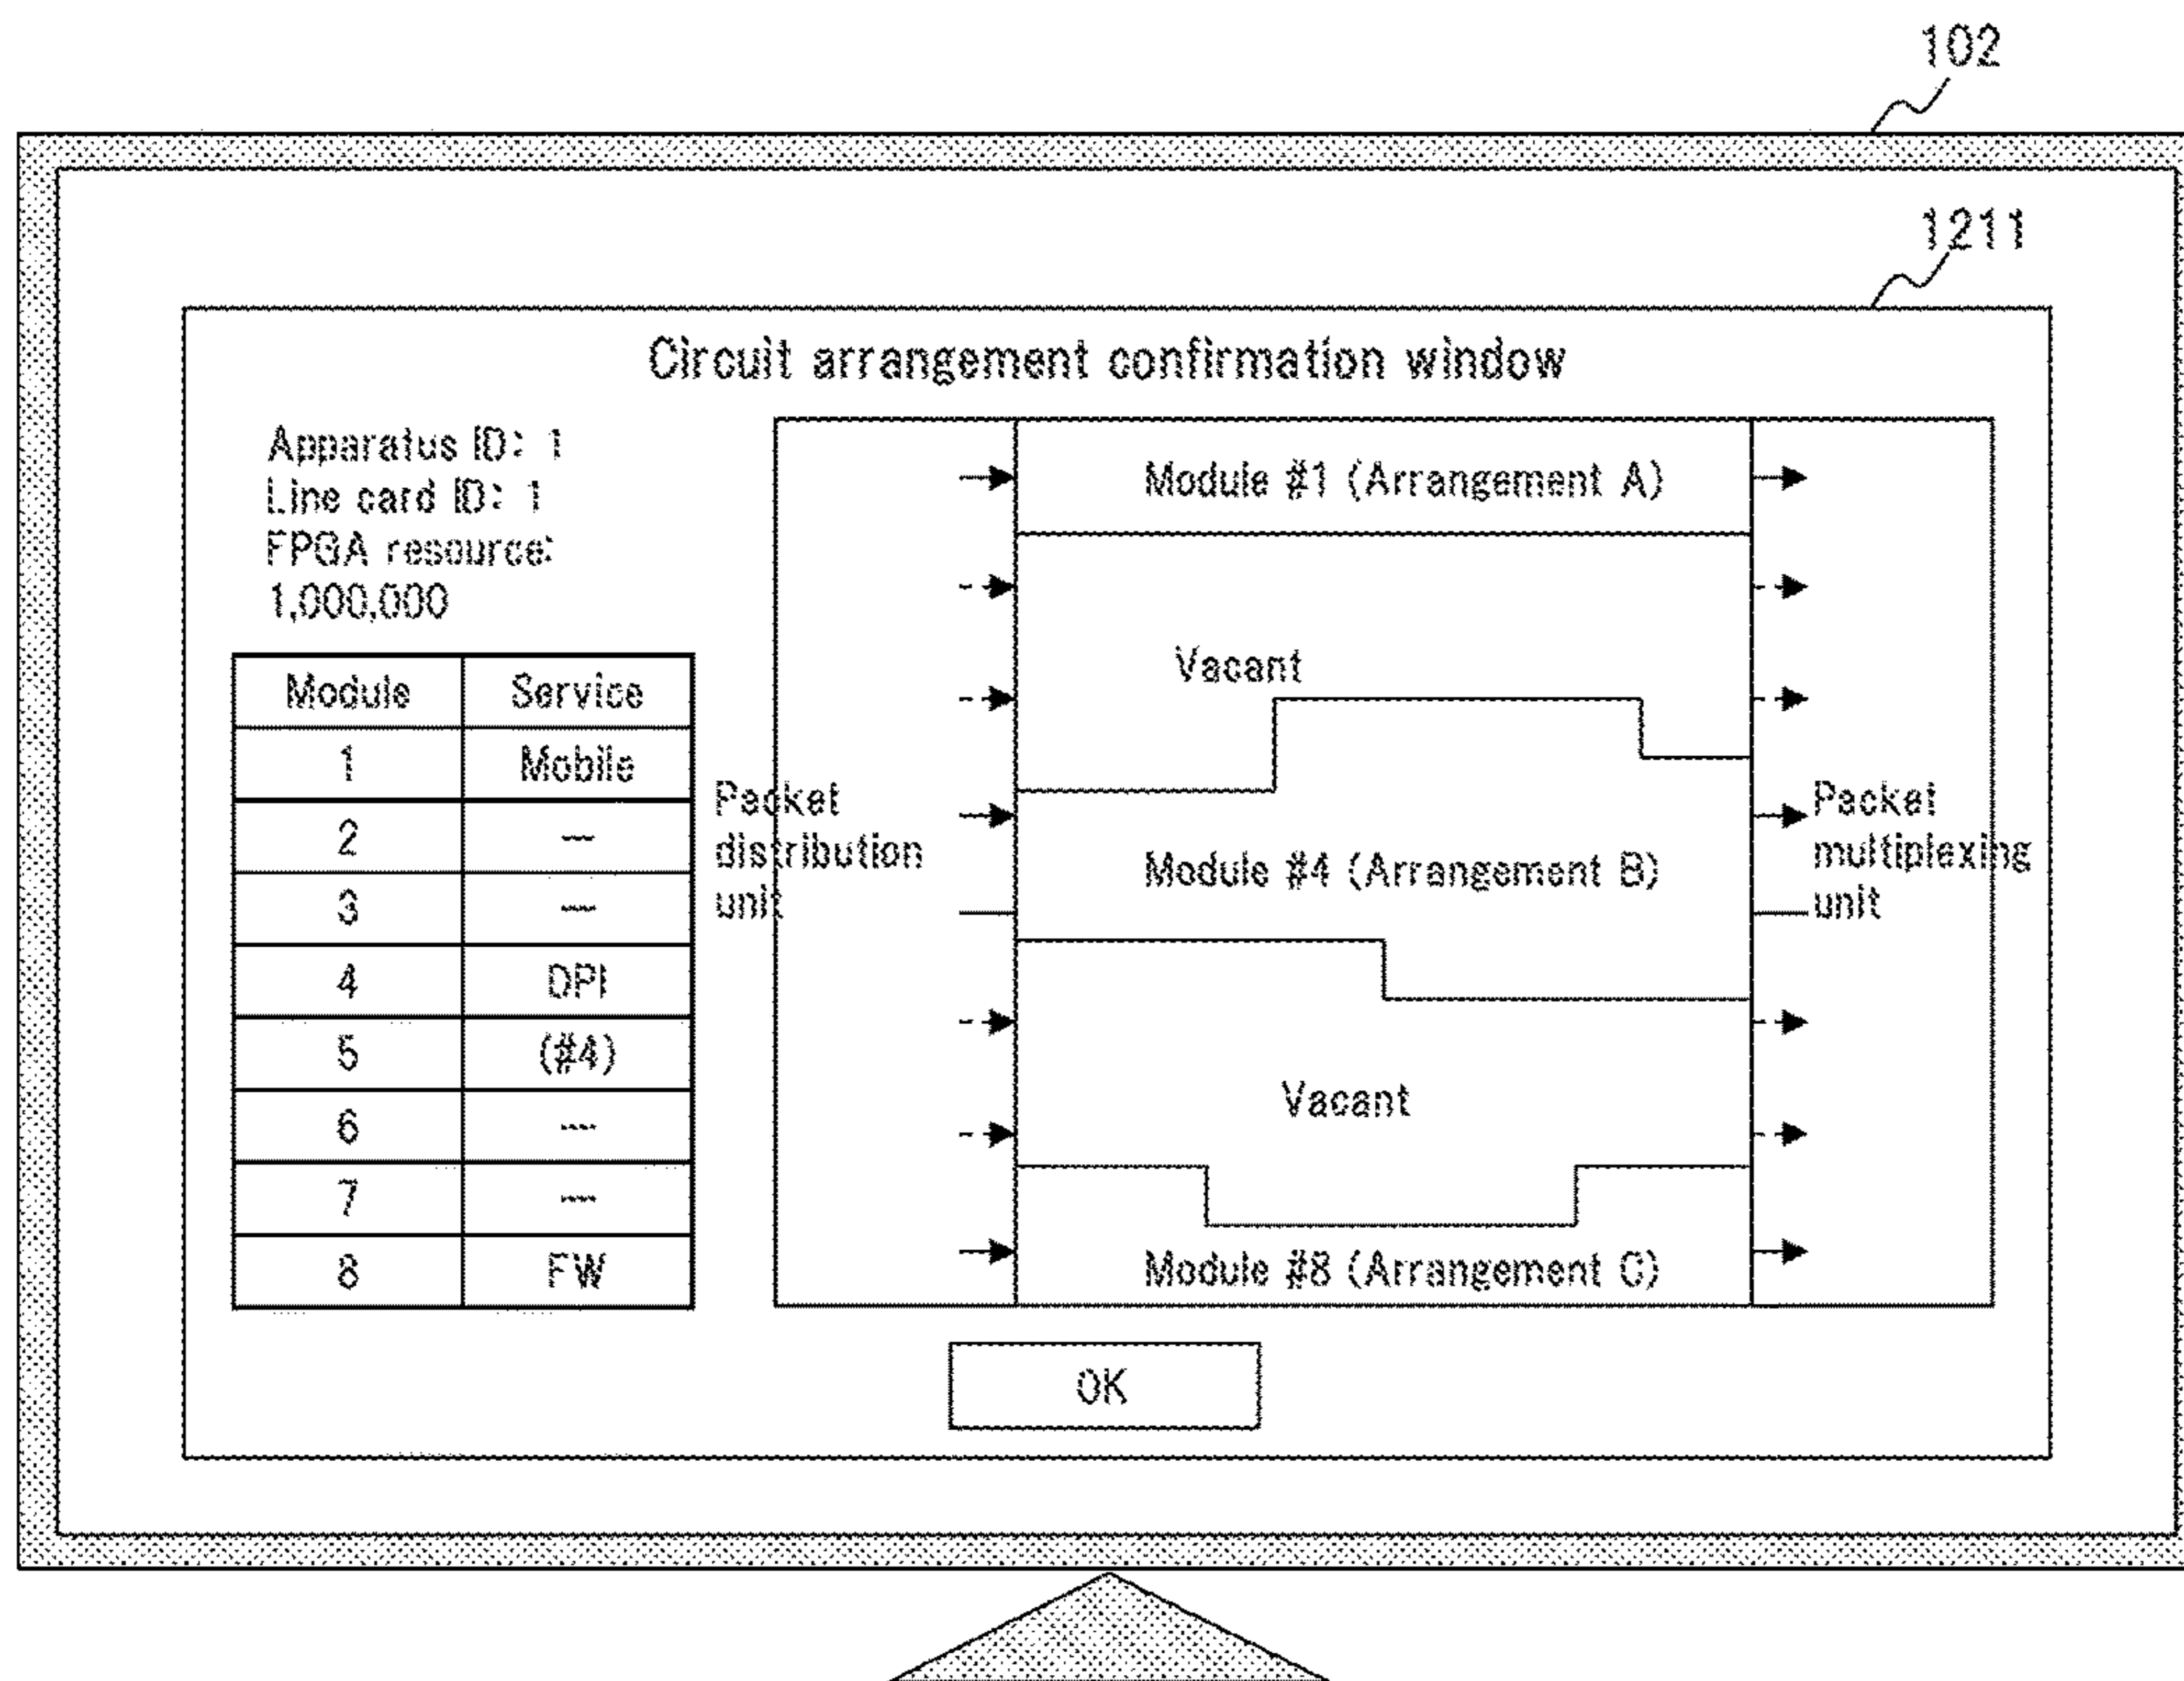 102
1211
Circuit arrangement confirmation window
Apparatus ID: 1
Line card ID: 1
FPGA resource:
1,000,000
Module Service
1 Mobile
2 —
3 —
4 DPI
5 (#4)
6 —
7 —
8 FW
Packet
distribution
unit
Module #1 (Arrangement A)
Vacant
Module #4 (Arrangement B)
Vacant
Module #8 (Arrangement C)
Packet
multiplexing
unit
OK